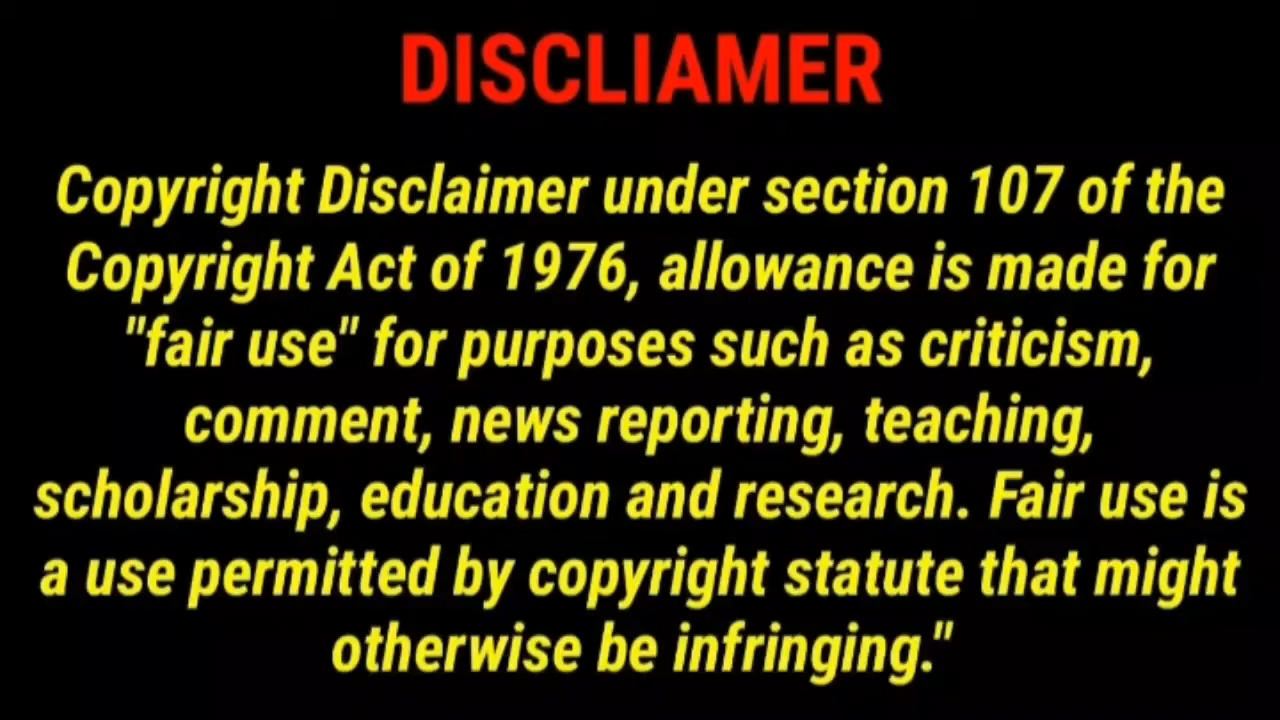 DISCLIAMER
Copyright Disclaimer under section 107 of the
Copyright Act of 1976, allowance is made for
"fair use" for purposes such as criticism,
comment, news reporting, teaching,
scholarship, education and research. Fair use is
a use permitted by copyright statute that might
otherwise be infringing."